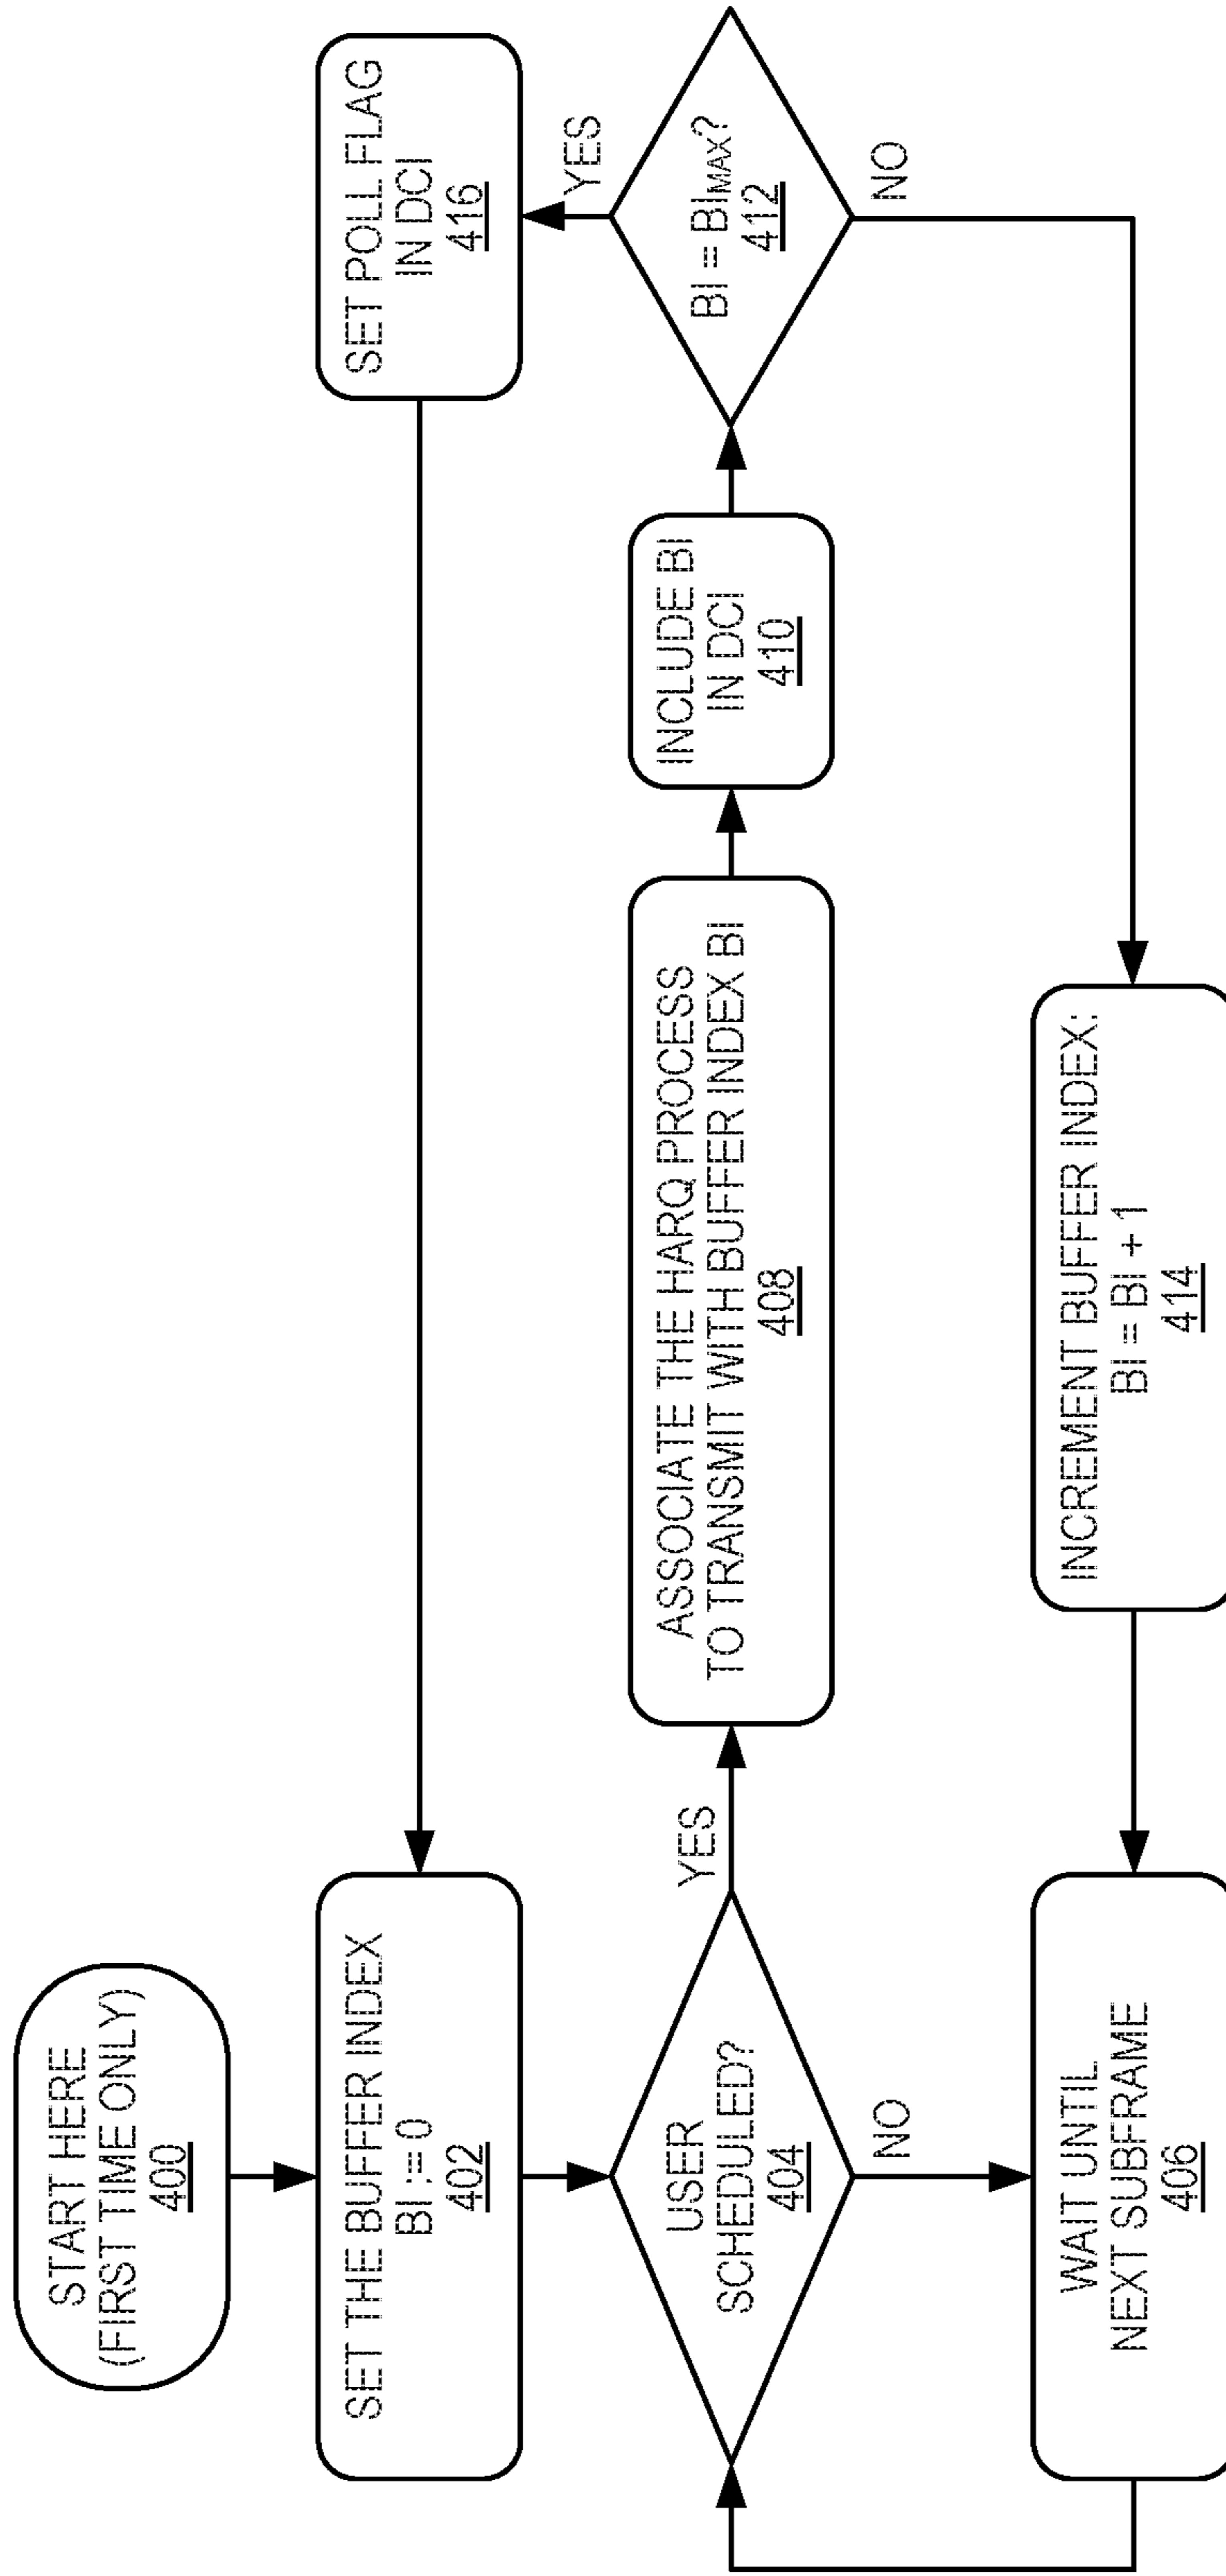 START HERE
(FIRST TIME ONLY)
400
SET THE BUFFER INDEX
BI := 0
402
USER
SCHEDULED?
404
YES
NO
WAIT UNTIL
NEXT SUBFRAME
406
ASSOCIATE THE HARQ PROCESS
TO TRANSMIT WITH BUFFER INDEX BI
408
INCLUDE BI
IN DCI
410
BI = BIMAX?
412
YES
NO
INCREMENT BUFFER INDEX:
BI = BI + 1
414
SET POLL FLAG
IN DCI
416